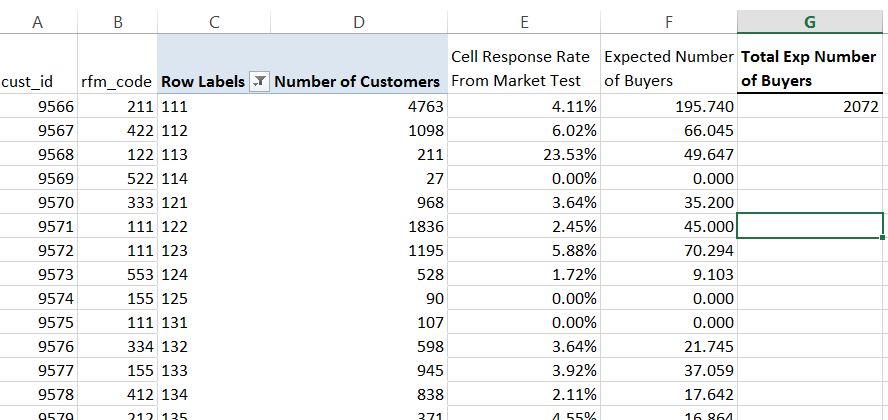 A B C D E F G
Cell Response Rate Expected Number Total Exp Number
cust_id rfm_code Row Labels Number of Customers From Market Test of Buyers of Buyers
9566 211 111 4763 4.11% 195.740 2072
9567 422 112 1098 6.02% 66.045
9568 122 113 211 23.53% 49.647
9569 522 114 27 0.00% 0.000
9570 333 121 968 3.64% 35.200
9571 111 122 1836 2.45% 45.000
9572 111 123 1195 5.88% 70.294
9573 553 124 528 1.72% 9.103
9574 155 125 90 0.00% 0.000
9575 111 131 107 0.00% 0.000
9576 334 132 598 3.64% 21.745
9577 155 133 945 3.92% 37.059
9578 412 134 838 2.11% 17.642
9579 212 135 371 4.55% 16.864